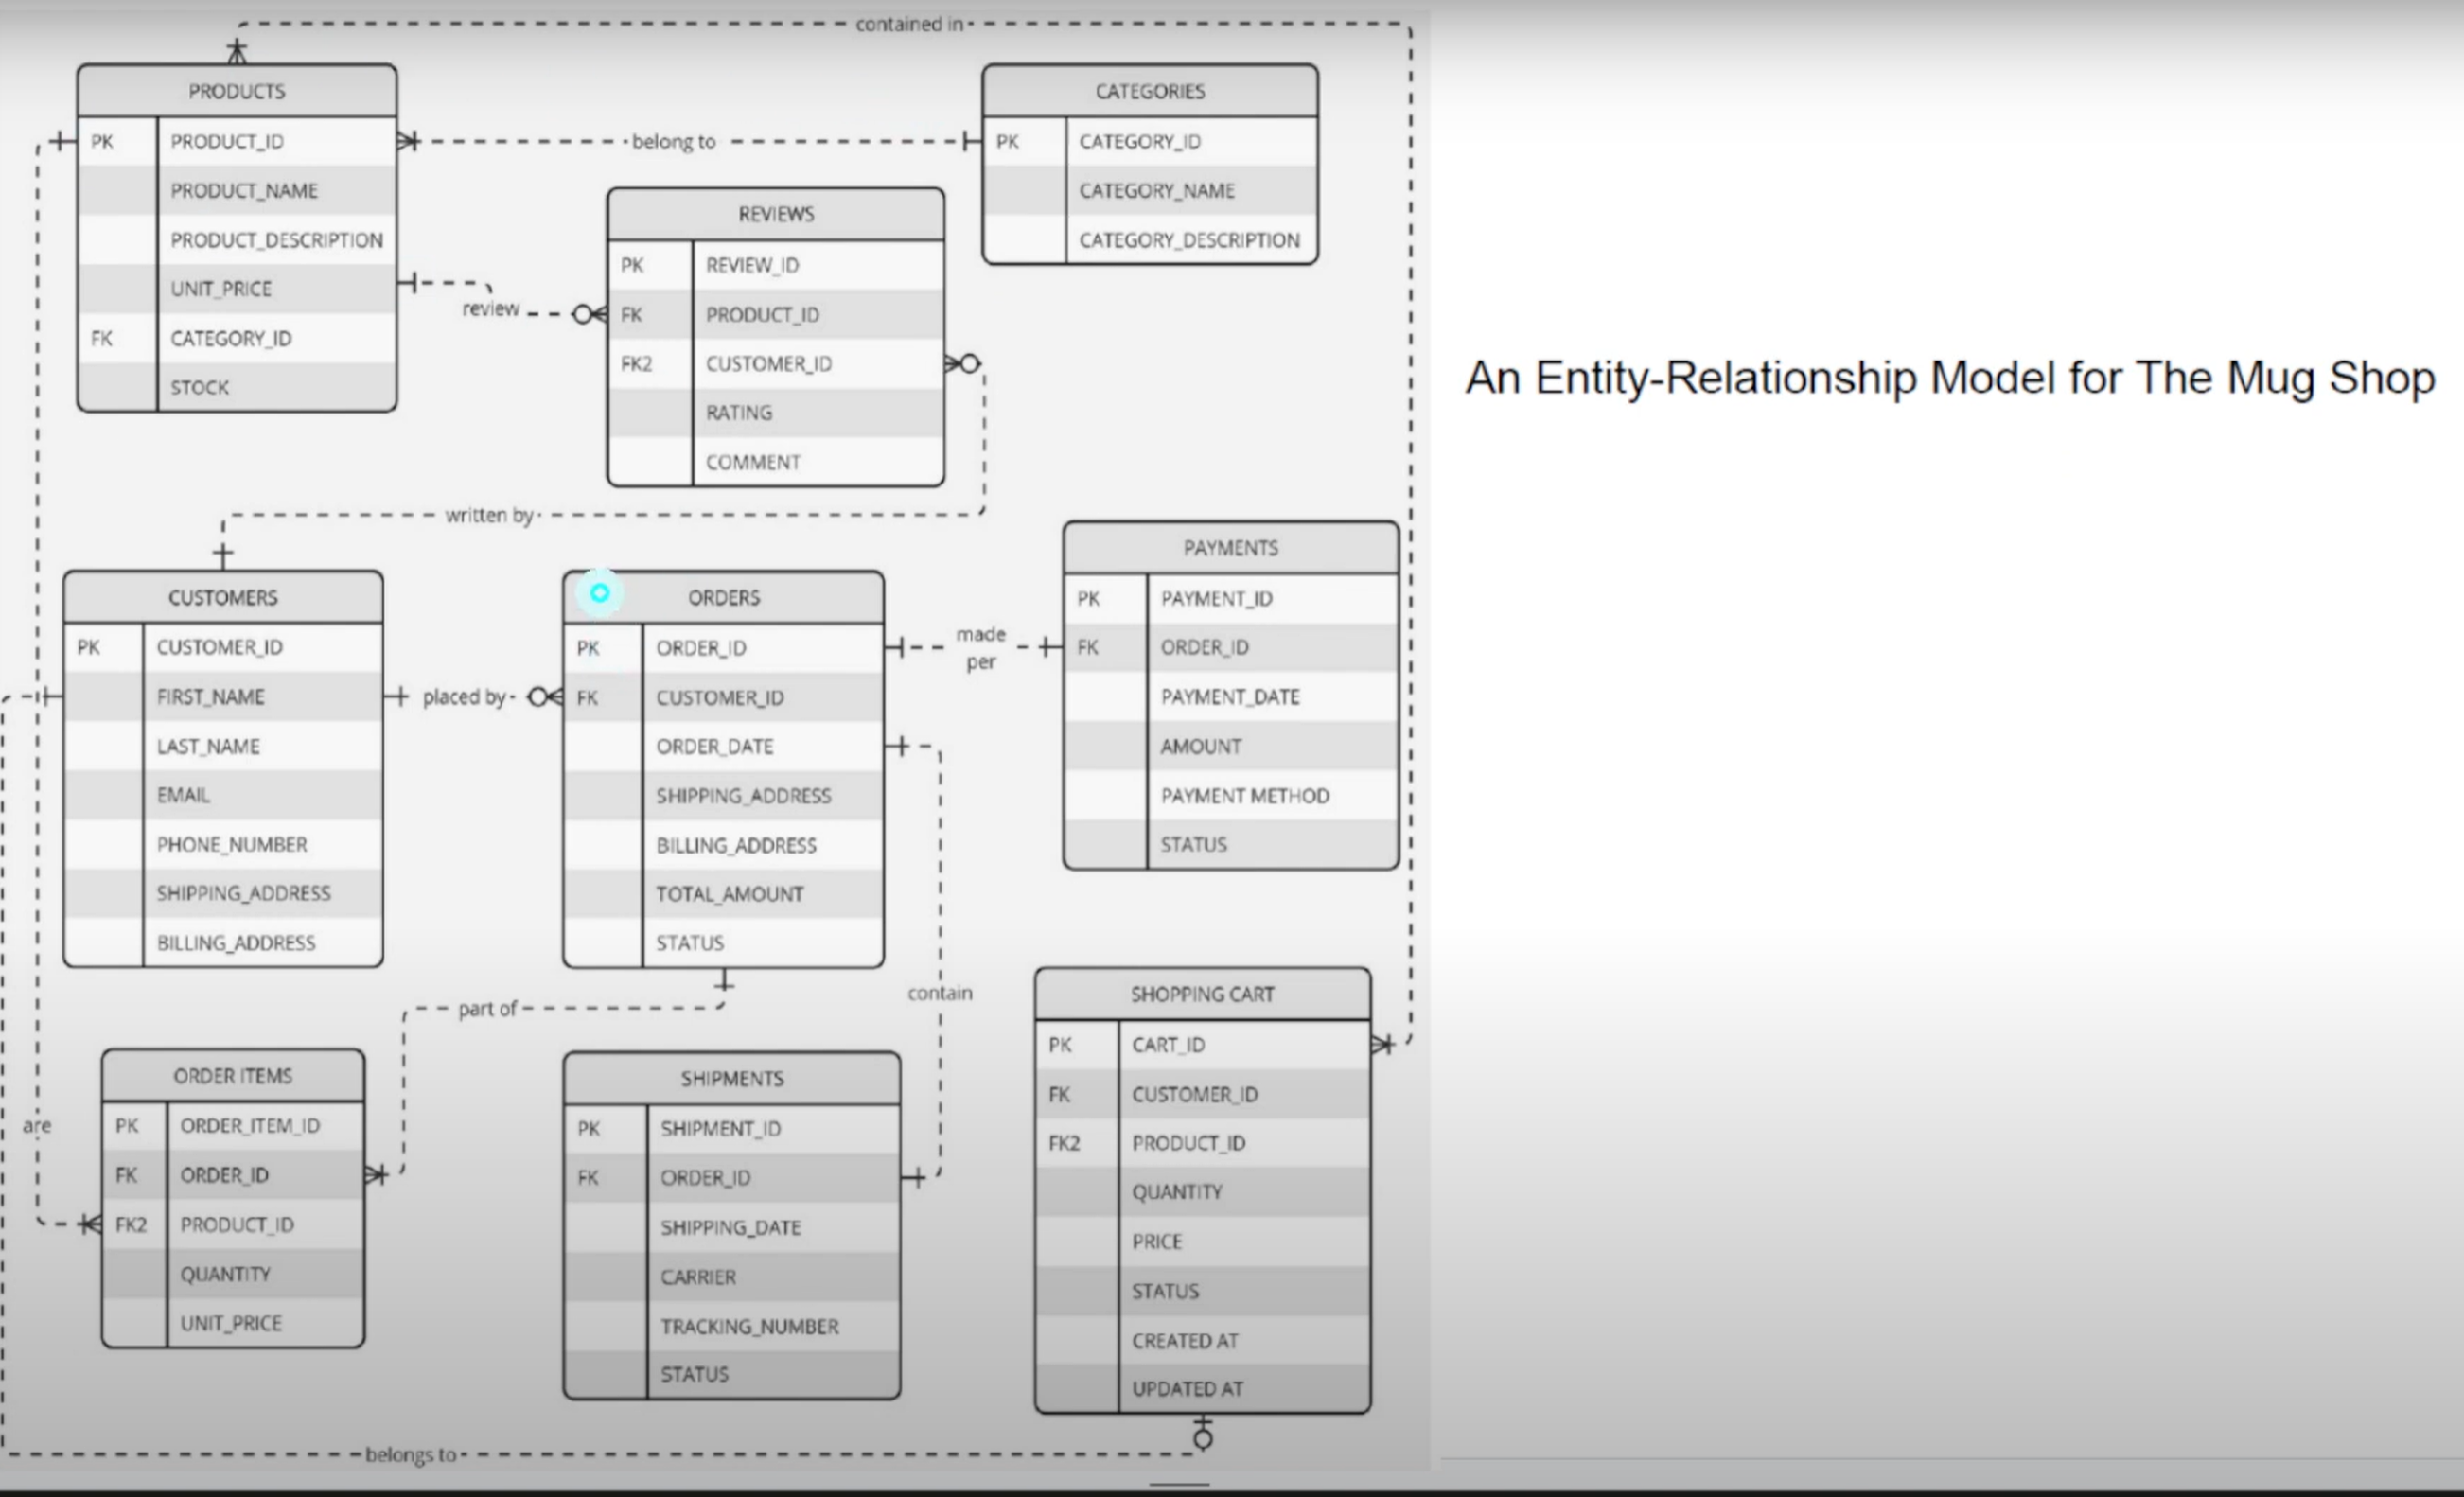 contained in
PRODUCTS
PK PRODUCT_ID
PRODUCT_NAME
PRODUCT_DESCRIPTION
UNIT_PRICE
FK CATEGORY_ID
STOCK
belong to
CATEGORIES
PK CATEGORY_ID
CATEGORY_NAME
CATEGORY_DESCRIPTION
review
REVIEWS
PK REVIEW_ID
FK PRODUCT_ID
FK2 CUSTOMER_ID
RATING
COMMENT
An Entity-Relationship Model for The Mug Shop
written by
CUSTOMERS
PK CUSTOMER_ID
FIRST_NAME
LAST_NAME
EMAIL
PHONE_NUMBER
SHIPPING_ADDRESS
BILLING_ADDRESS
placed by
ORDERS
PK ORDER_ID
FK CUSTOMER_ID
ORDER_DATE
SHIPPING_ADDRESS
BILLING_ADDRESS
TOTAL_AMOUNT
STATUS
made
per
PAYMENTS
PK PAYMENT_ID
FK ORDER_ID
PAYMENT_DATE
AMOUNT
PAYMENT METHOD
STATUS
part of
contain
are
ORDER ITEMS
PK ORDER_ITEM_ID
FK ORDER_ID
FK2 PRODUCT_ID
QUANTITY
UNIT_PRICE
SHIPMENTS
PK SHIPMENT_ID
FK ORDER_ID
SHIPPING_DATE
CARRIER
TRACKING_NUMBER
STATUS
SHOPPING CART
PK CART_ID
FK CUSTOMER_ID
FK2 PRODUCT_ID
QUANTITY
PRICE
STATUS
CREATED AT
UPDATED AT
belongs to